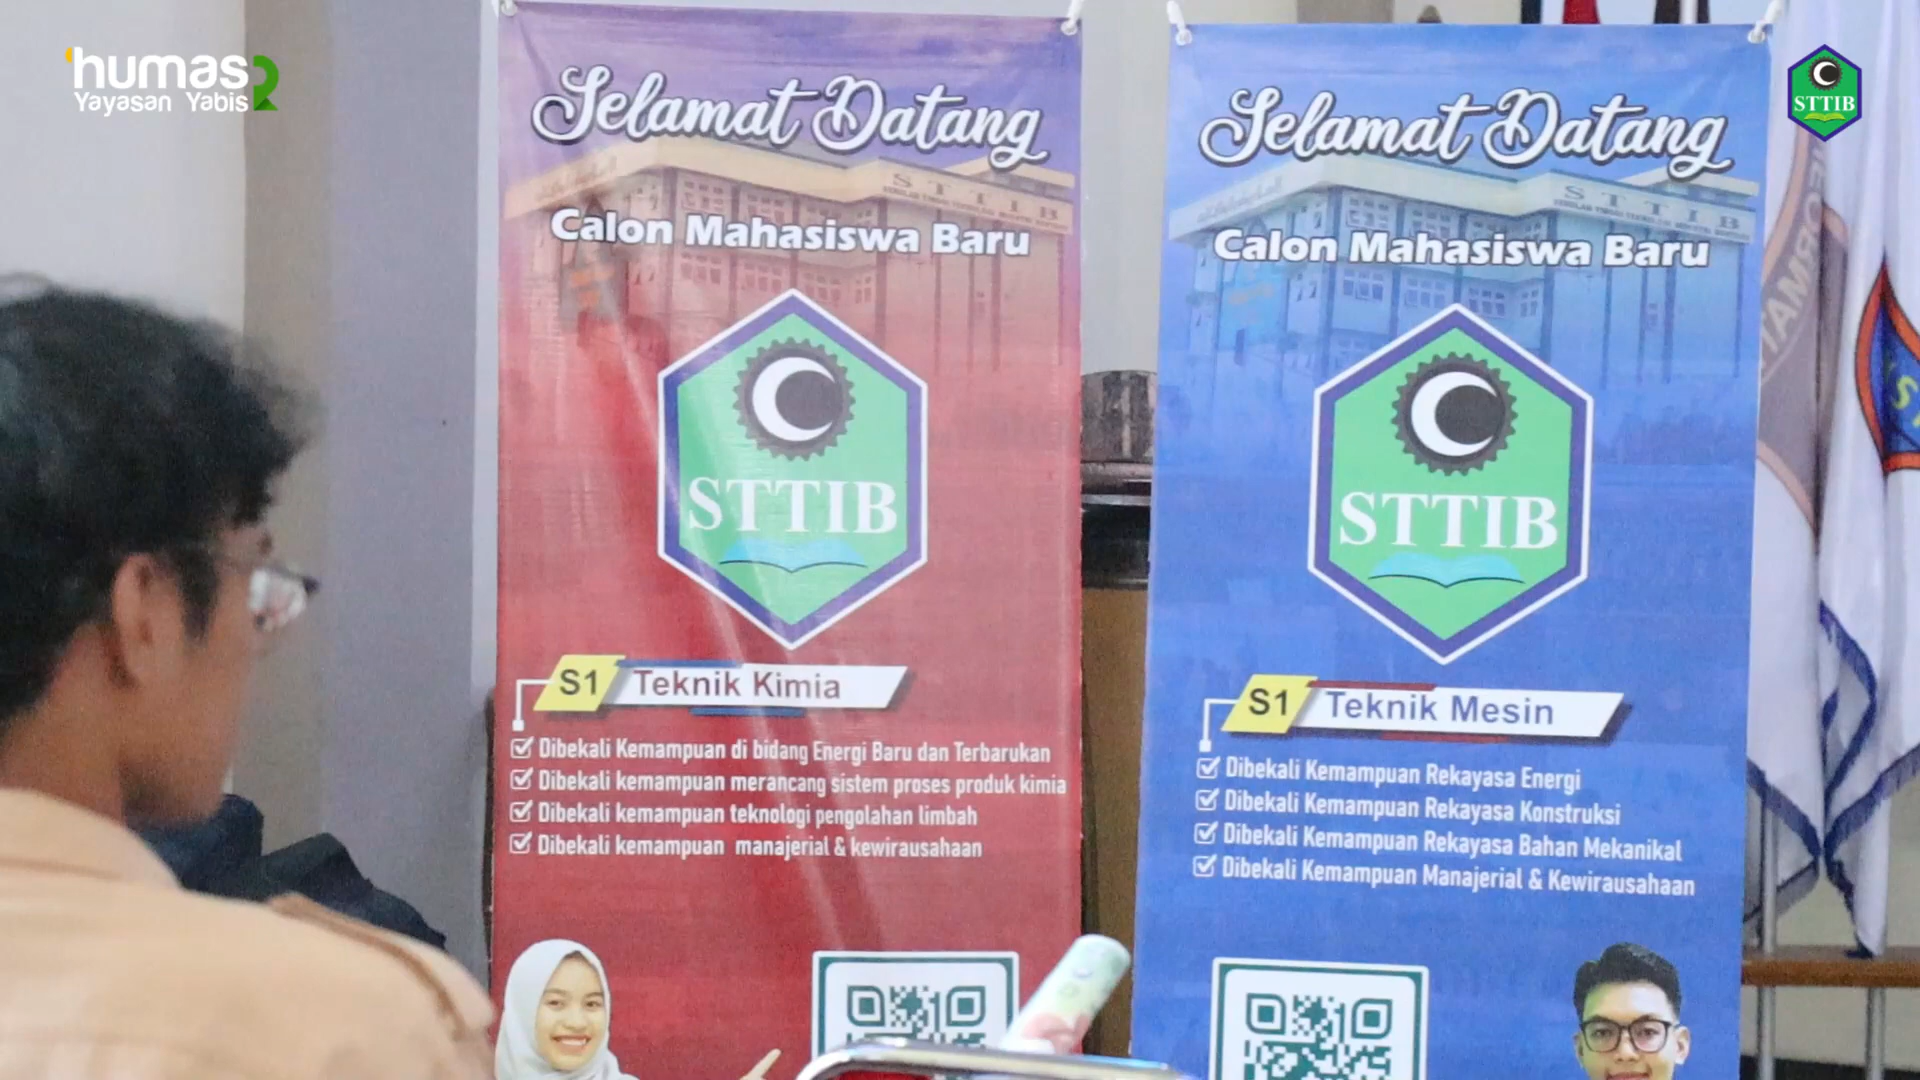 humas
Yayasan Yabis
STTIB
Selamat Datang
STTIB
Calon Mahasiswa Baru
STTIB
S1 Teknik Kimia
Dibekali Kemampuan di bidang Energi Baru dan Terbarukan
Dibekali kemampuan merancang sistem proses produk kimia
Dibekali kemampuan teknologi pengolahan limbah
Dibekali kemampuan manajerial & kewirausahaan
Selamat Datang
STTIB
Calon Mahasiswa Baru
STTIB
S1 Teknik Mesin
Dibekali Kemampuan Rekayasa Energi
Dibekali Kemampuan Rekayasa Konstruksi
Dibekali Kemampuan Rekayasa Bahan Mekanikal
Dibekali Kemampuan Manajerial & Kewirausahaan